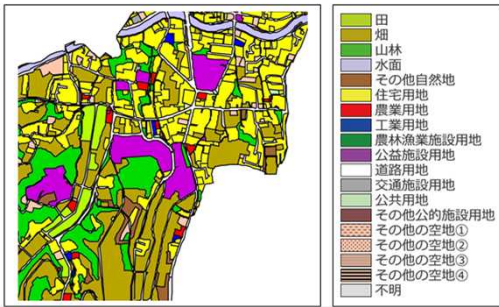 田
畑
山林
水面
その他自然地
住宅用地
農業用地
工業用地
農林漁業施設用地
公益施設用地
道路用地
交通施設用地
公共用地
その他公的施設用地
その他の空地①
その他の空地②
その他の空地③
その他の空地④
不明